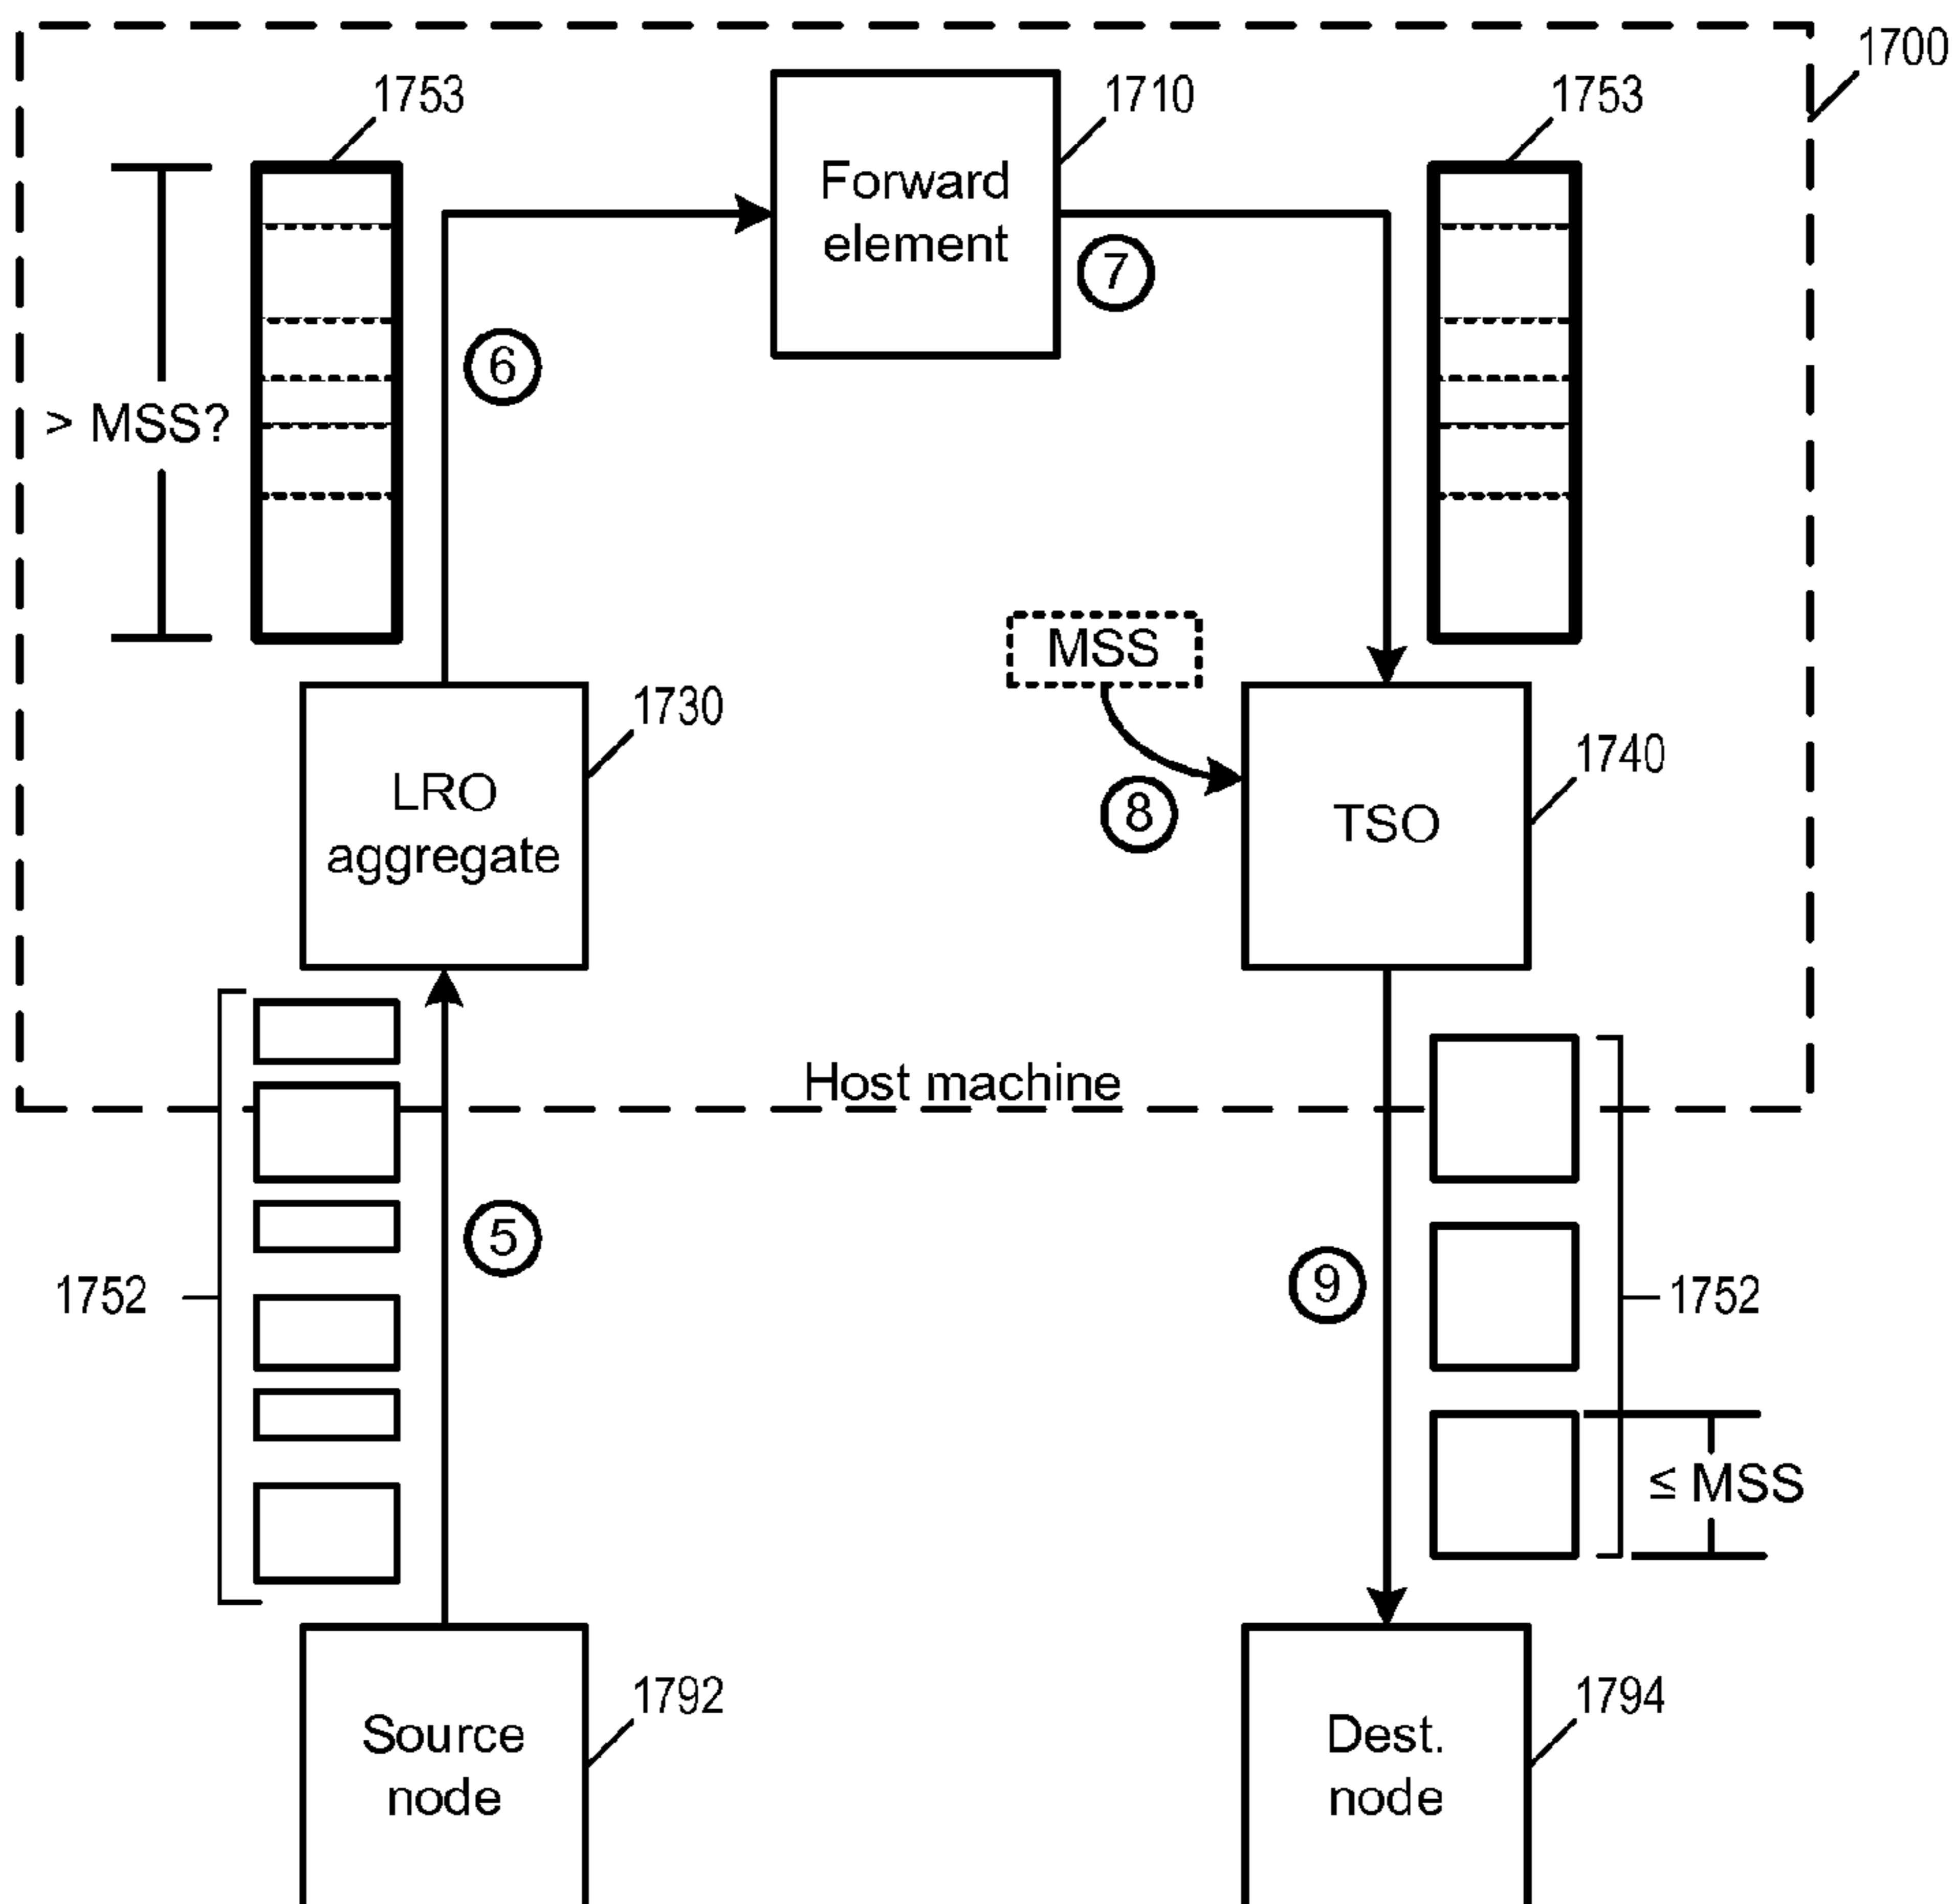 1700
1753
1710
1753
Forward
element
7
6
> MSS?
MSS
1730
1740
LRO
aggregate
8
TSO
Host machine
5
1752
9
1752
≤ MSS
1792
1794
Source
node
Dest.
node